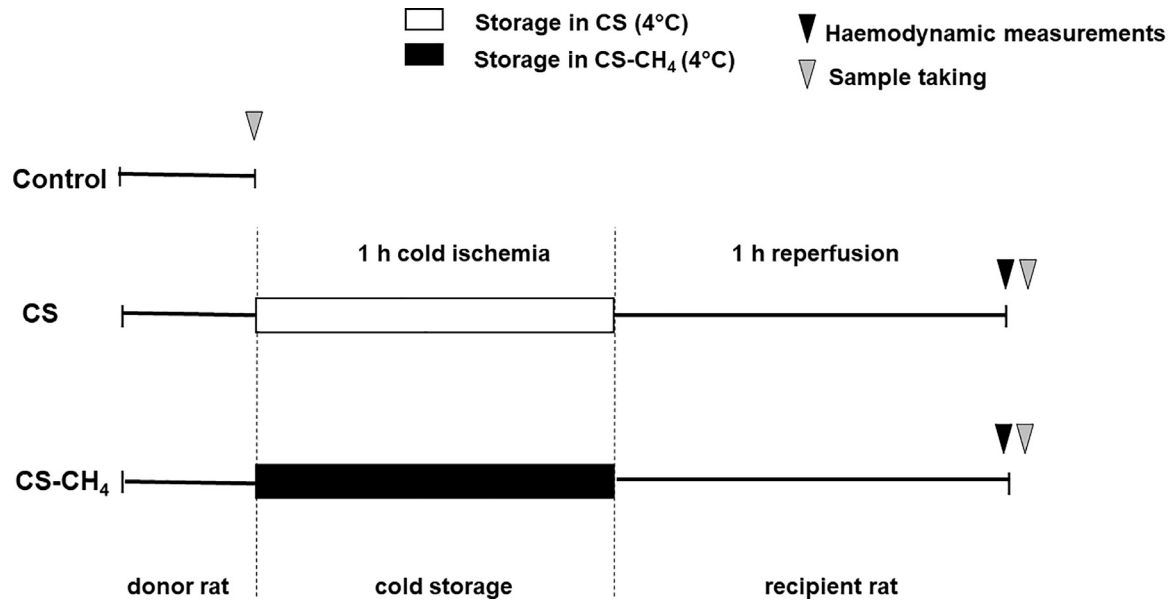 Storage in CS (4°C)
Storage in CS-CH₄ (4°C)
Haemodynamic measurements
Sample taking
Control
1 h cold ischemia
1 h reperfusion
CS
CS-CH₄
donor rat
cold storage
recipient rat